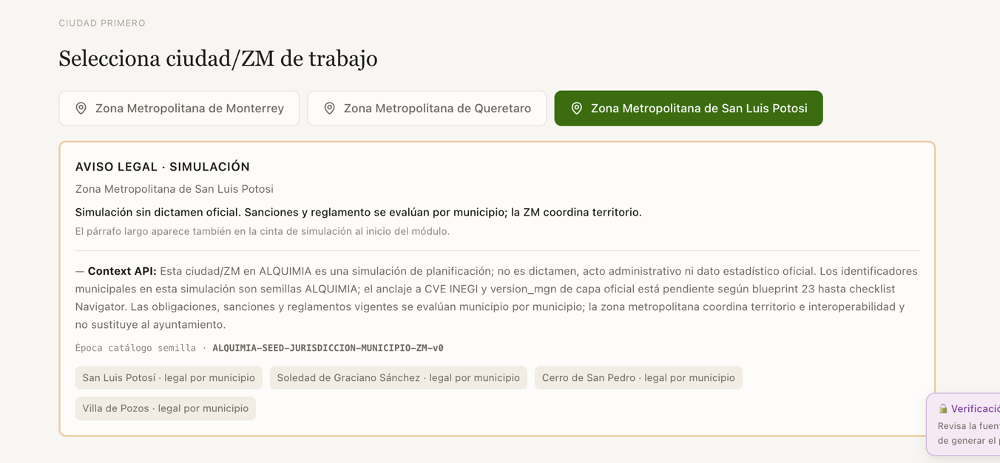 CIUDAD PRIMERO
Selecciona ciudad/ZM de trabajo
Zona Metropolitana de Monterrey
Zona Metropolitana de Queretaro
Zona Metropolitana de San Luis Potosi
AVISO LEGAL · SIMULACIÓN
Zona Metropolitana de San Luis Potosi
Simulación sin dictamen oficial. Sanciones y reglamento se evalúan por municipio; la ZM coordina territorio.
El párrafo largo aparece también en la cinta de simulación al inicio del módulo.
— Context API: Esta ciudad/ZM en ALQUIMIA es una simulación de planificación; no es dictamen, acto administrativo ni dato estadístico oficial. Los identificadores
municipales en esta simulación son semillas ALQUIMIA; el anclaje a CVE INEGI y version_mgn de capa oficial está pendiente según blueprint 23 hasta checklist
Navigator. Las obligaciones, sanciones y reglamentos vigentes se evalúan municipio por municipio; la zona metropolitana coordina territorio e interoperabilidad y
no sustituye al ayuntamiento.
Época catálogo semilla · ALQUIMIA-SEED-JURISDICCION-MUNICIPIO-ZM-v0
San Luis Potosí · legal por municipio
Soledad de Graciano Sánchez · legal por municipio
Cerro de San Pedro · legal por municipio
Villa de Pozos · legal por municipio
Revisa la
de generar el